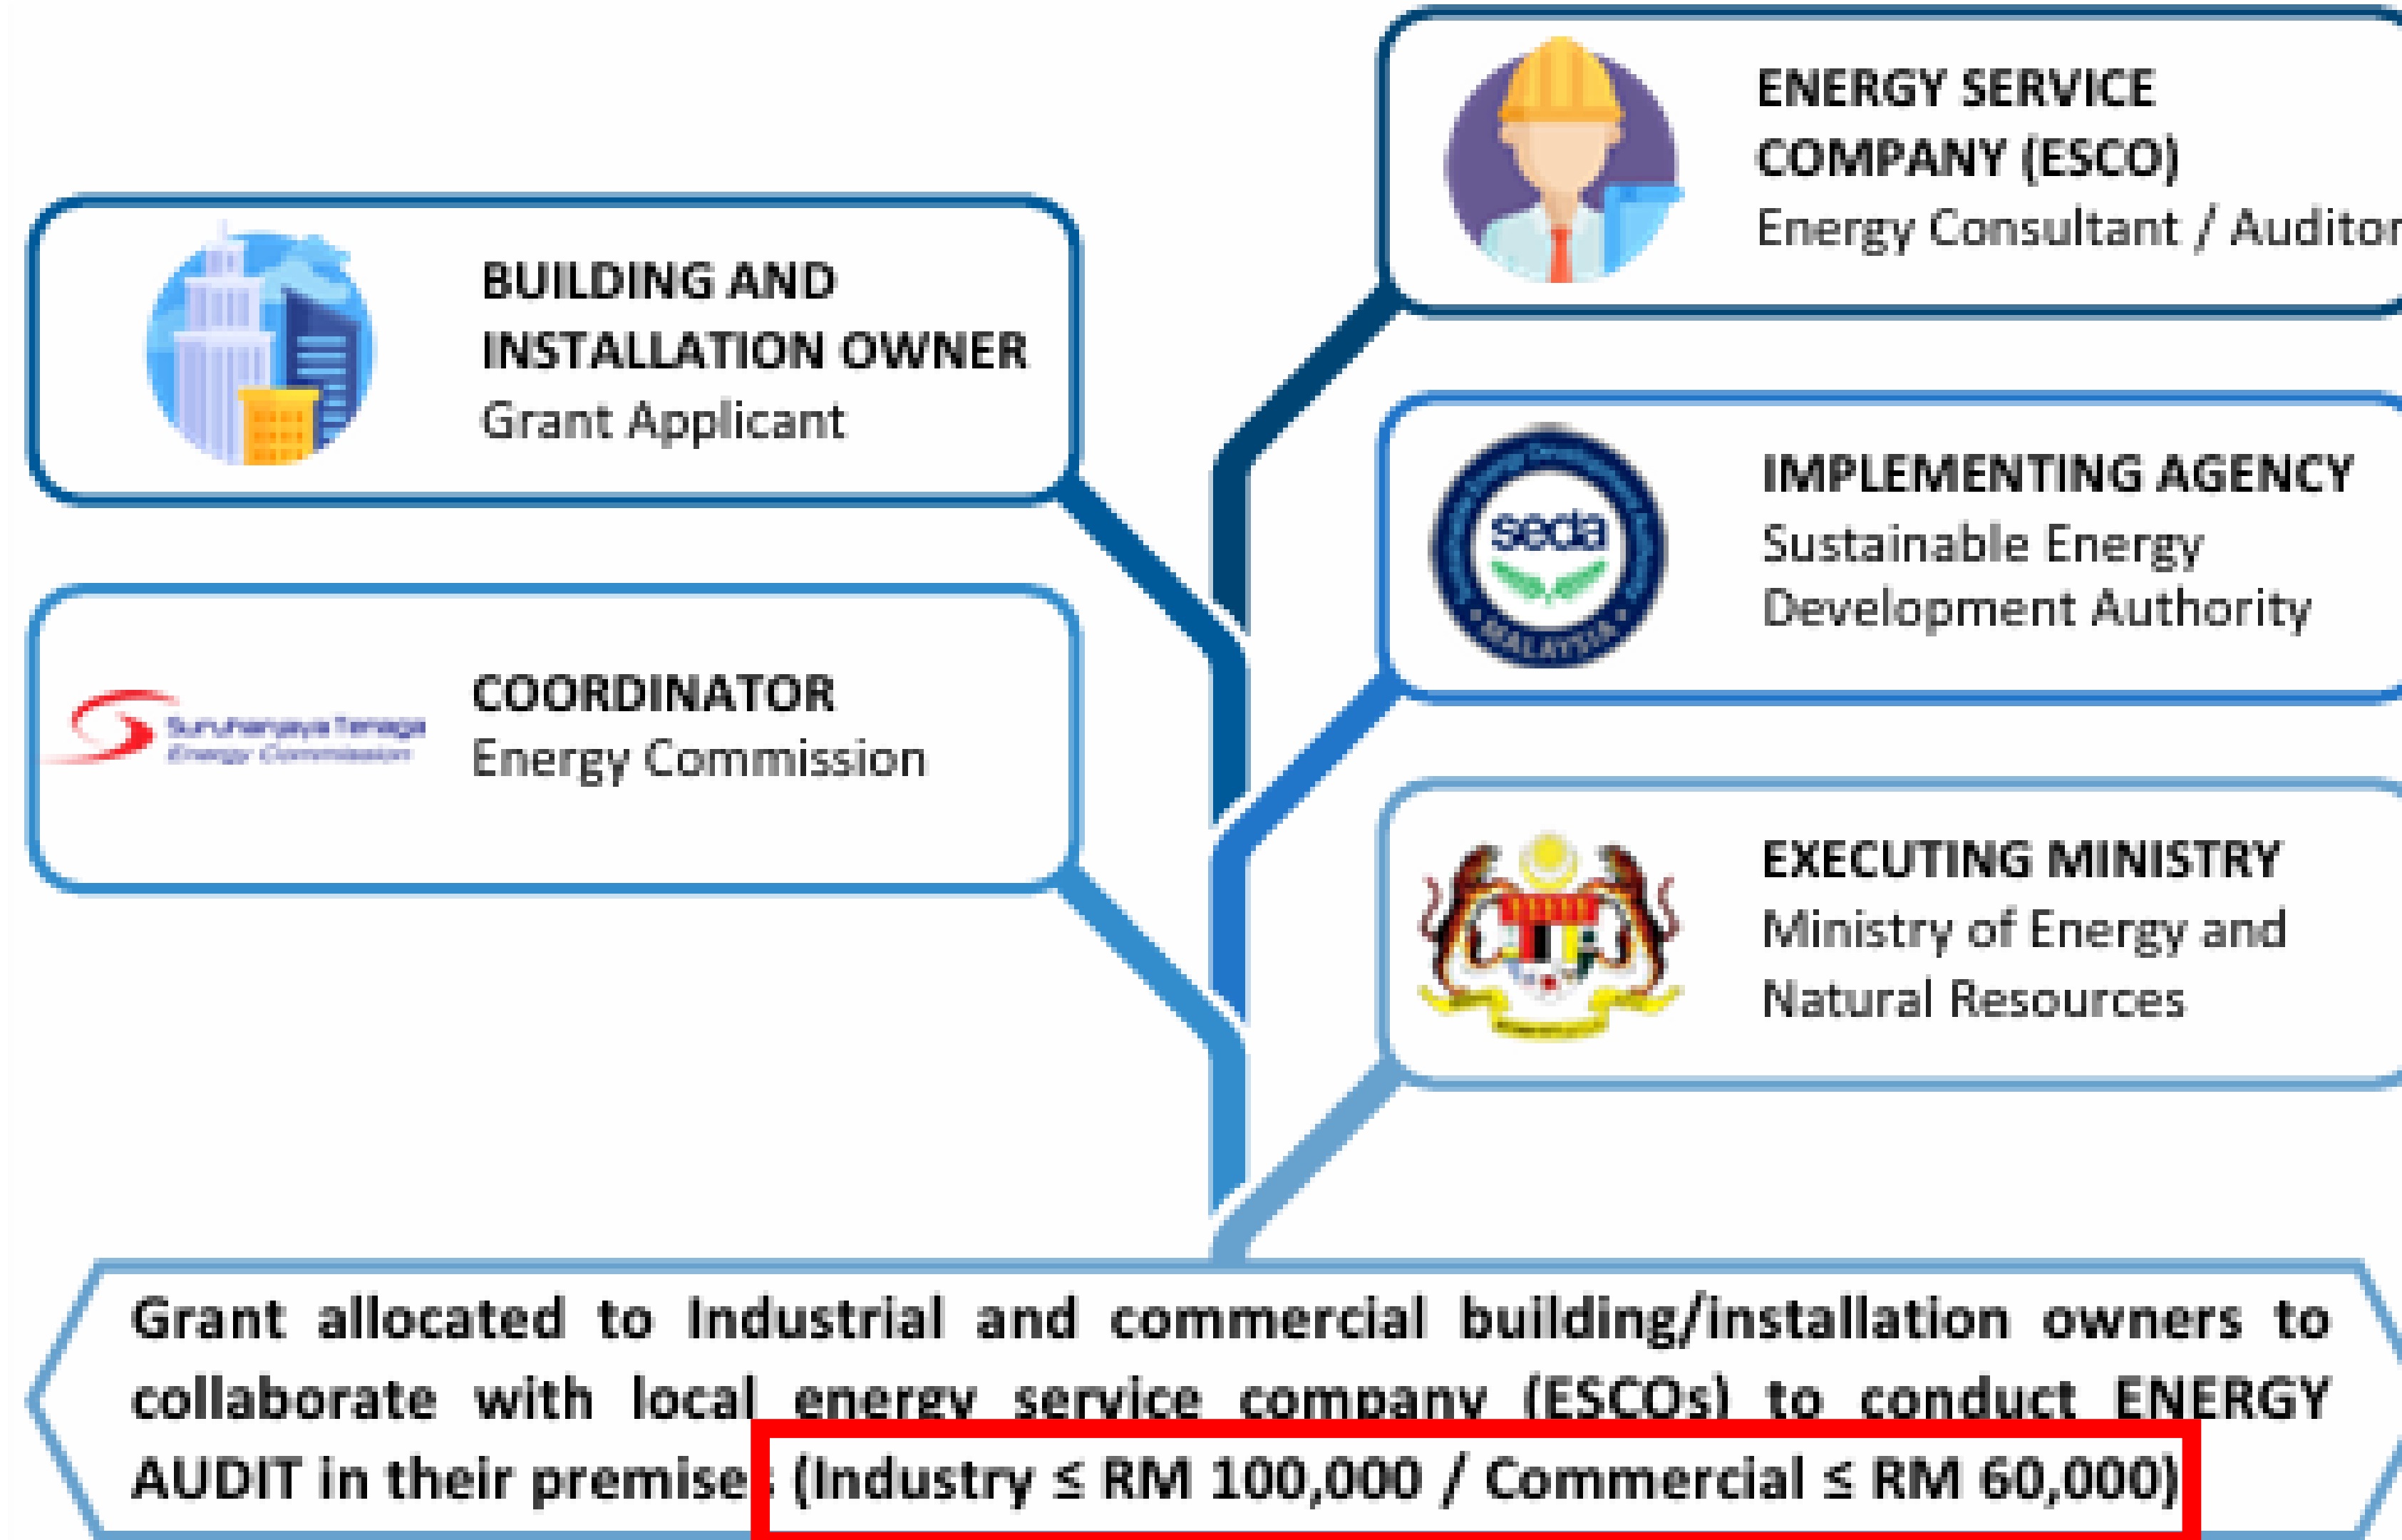 ENERGY SERVICE
COMPANY (ESCO)
Energy Consultant / Auditor
BUILDING AND
INSTALLATION OWNER
Grant Applicant
IMPLEMENTING AGENCY
Sustainable Energy
Development Authority
seda
MALAYSIA
COORDINATOR
Energy Commission
Suruhanjaya Tenaga
Energy Commission
EXECUTING MINISTRY
Ministry of Energy and
Natural Resources
Grant allocated to Industrial and commercial building/installation owners to
collaborate with local energy service company (ESCOs) to conduct ENERGY
AUDIT in their premises (Industry ≤ RM 100,000 / Commercial ≤ RM 60,000)